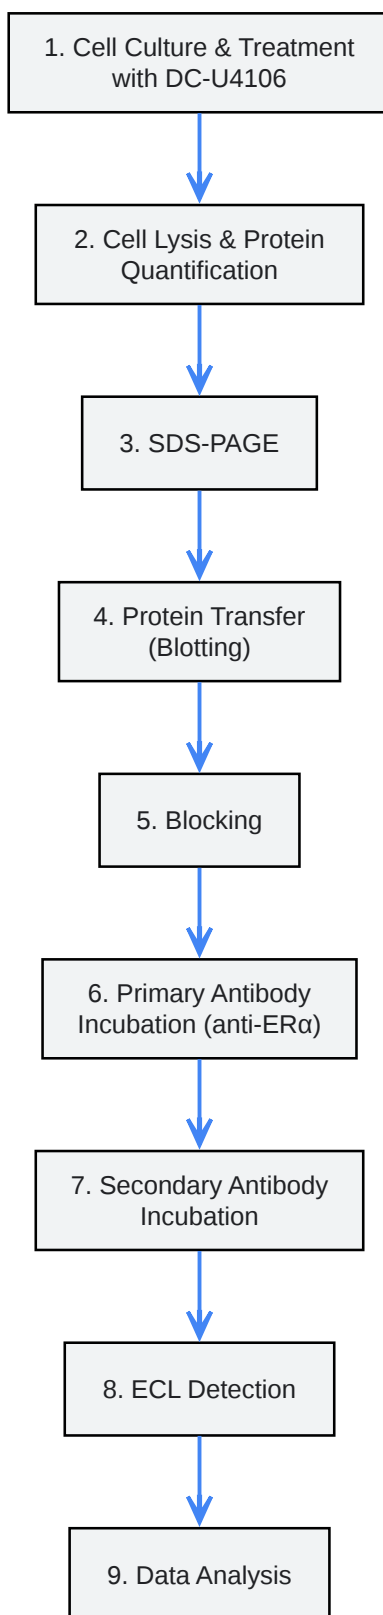 1. Cell Culture & Treatment
with DC-U4106
2. Cell Lysis & Protein
Quantification
3. SDS-PAGE
4. Protein Transfer
(Blotting)
5. Blocking
6. Primary Antibody
Incubation (anti-ERα)
7. Secondary Antibody
Incubation
8. ECL Detection
9. Data Analysis